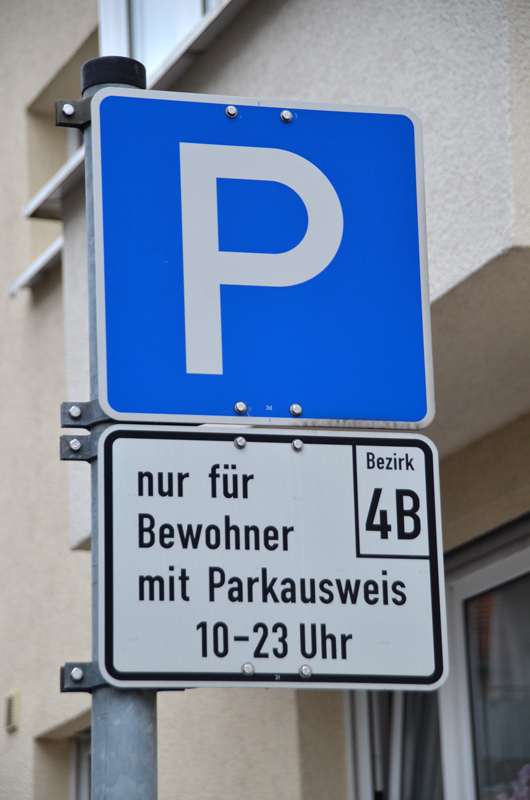 P
nur für
Bezirk
4B
Bewohner
mit Parkausweis
10-23 Uhr